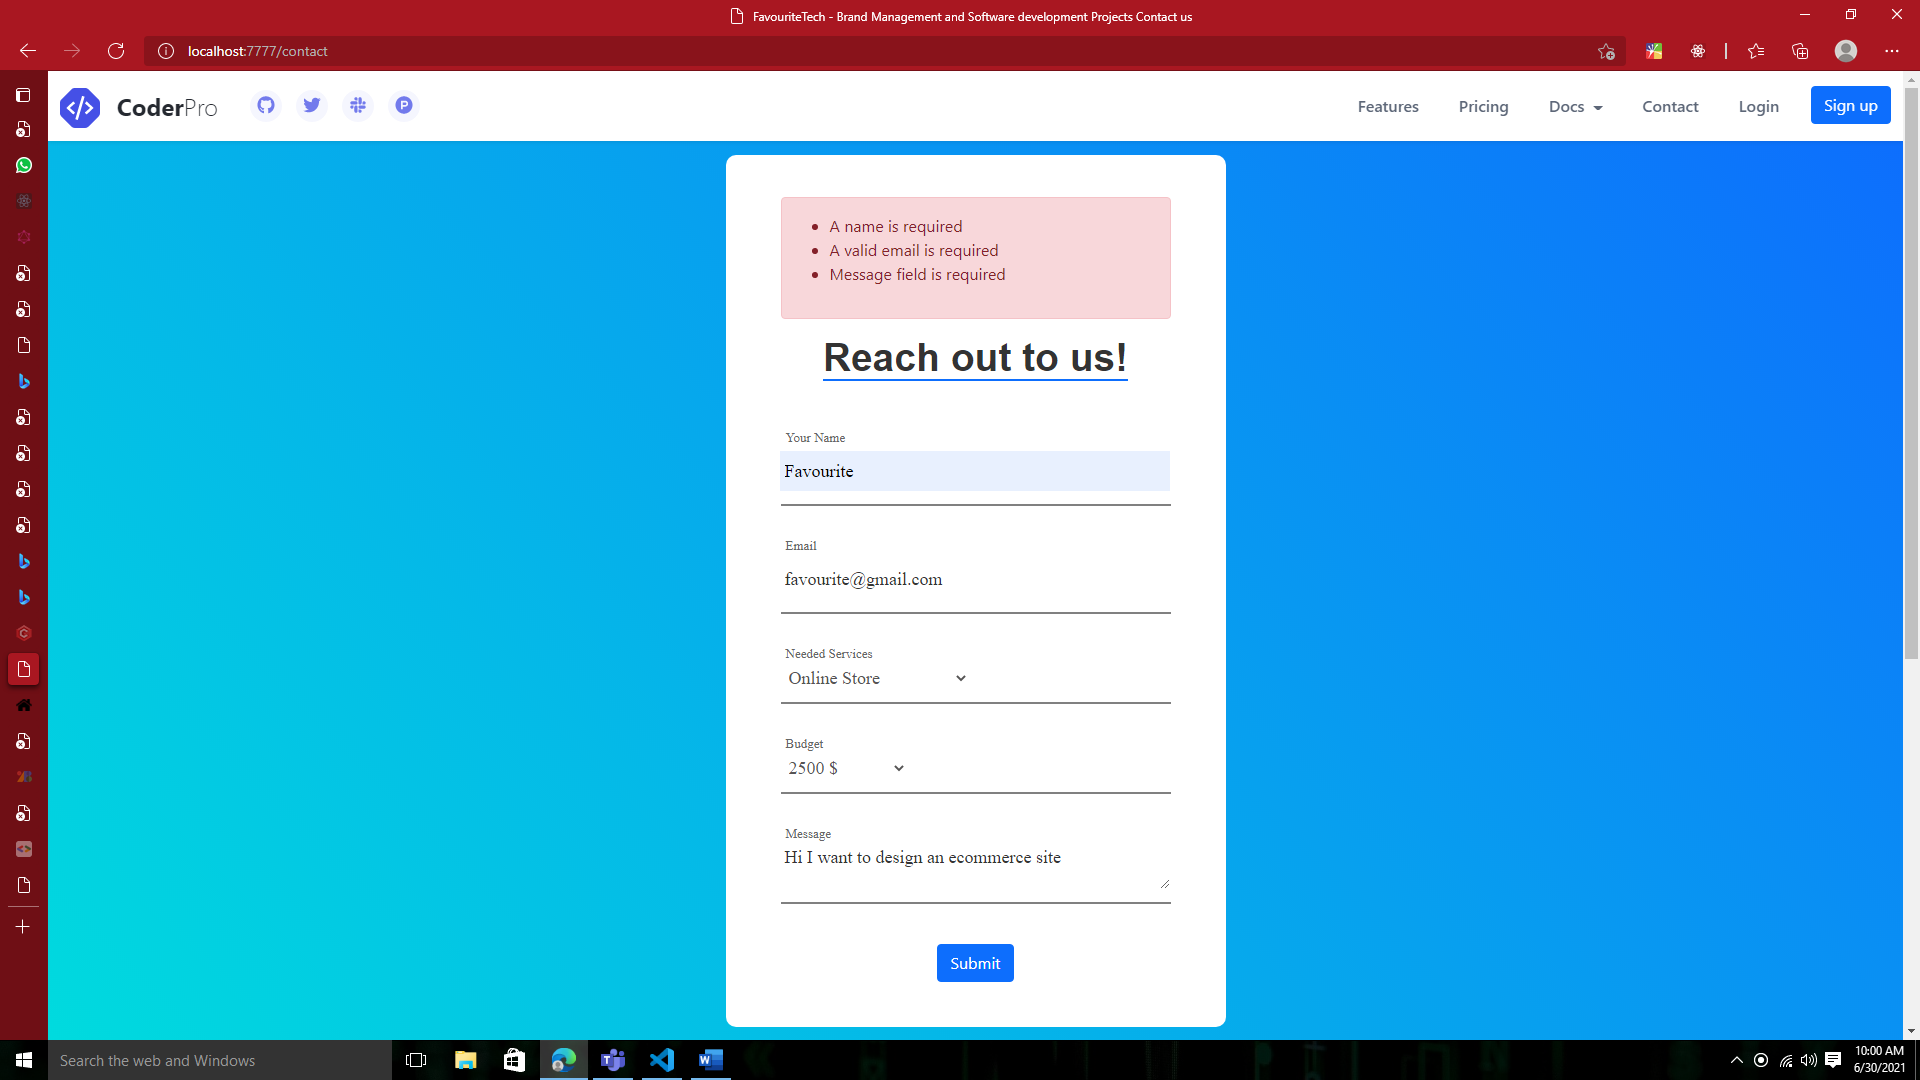 FavouriteTech - Brand Management and Software development Projects Contact us
localhost:7777/contact
CoderPro
Features
Pricing
Docs
Contact
Login
Sign up
A name is required
A valid email is required
Message field is required
Reach out to us!
Your Name
Favourite
Email
favourite@gmail.com
Needed Services
Online Store
Budget
2500 $
Message
Hi I want to design an ecommerce site
Submit
Search the web and Windows
10:00 AM
6/30/2021